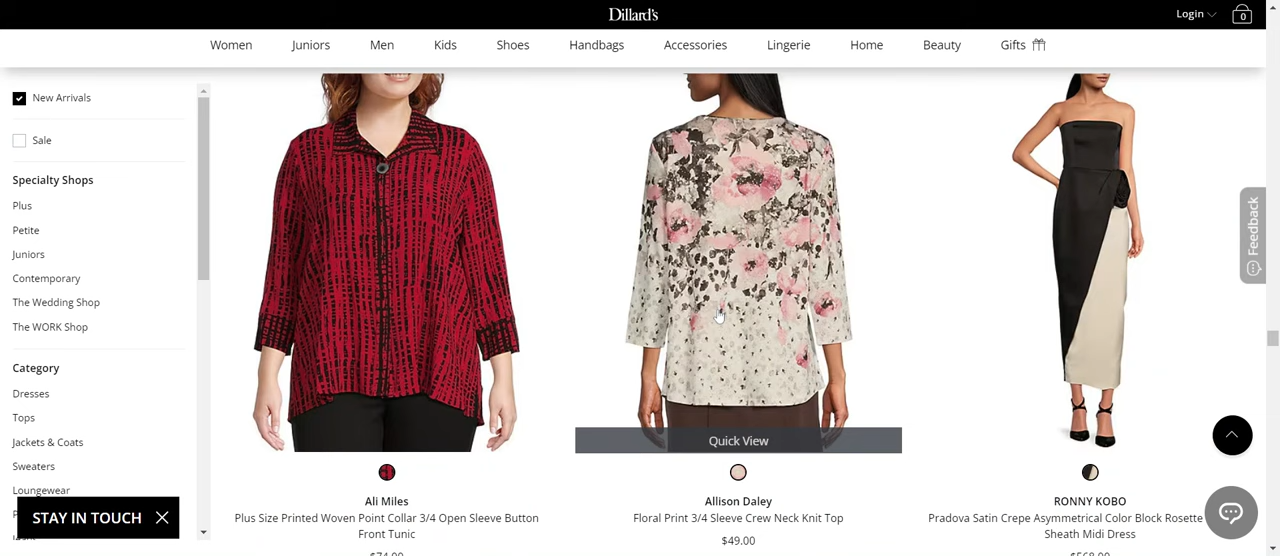 Dillard's
Login
0
Women
Juniors
Men
Kids
Shoes
Handbags
Accessories
Lingerie
Home
Beauty
Gifts
New Arrivals
Sale
Specialty Shops
Plus
Petite
Juniors
Contemporary
The Wedding Shop
The WORK Shop
Category
Dresses
Tops
Jackets & Coats
Sweaters
Loungewear
STAY IN TOUCH
Quick View
Ali Miles
Plus Size Printed Woven Point Collar 3/4 Open Sleeve Button
Front Tunic
$74.00
Allison Daley
Floral Print 3/4 Sleeve Crew Neck Knit Top
$49.00
RONNY KOBO
Pradova Satin Crepe Asymmetrical Color Block Rosette
Sheath Midi Dress
$568.00
Feedback